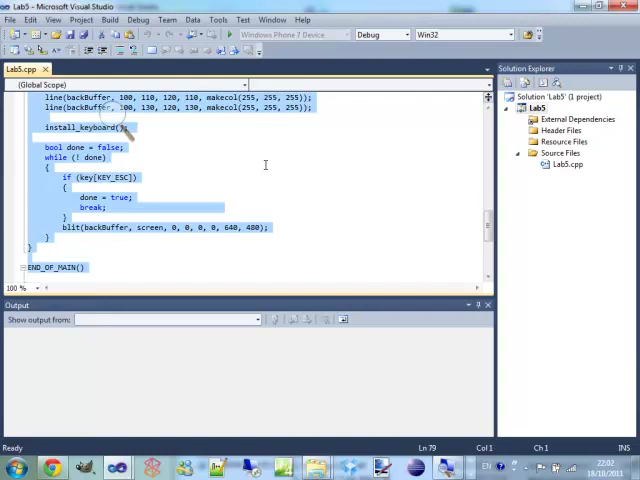 Lab5 - Microsoft Visual Studio
File Edit View Project Build Debug Team Data Tools Test Window Help
Windows Phone 7 Device Debug Win32
Lab5.cpp
Solution Explorer
(Global Scope)
Lab5 - (1 project)
Lab5
External Dependencies
Header Files
Resource Files
Source Files
Lab5.cpp
line(backBuffer, 100, 110, 120, 110, makecol(255, 255, 255));
line(backBuffer, 100, 130, 120, 130, makecol(255, 255, 255));
install_keyboard();
bool done = false;
while (! done)
{
if (key[KEY_ESC])
{
done = true;
break;
}
blit(backBuffer, screen, 0, 0, 0, 0, 640, 480);
}
}
END_OF_MAIN()
100 %
Output
Show output from:
Ready Ln 79 Col 1 Ch 1 INS
EN 22:02
18/10/2011